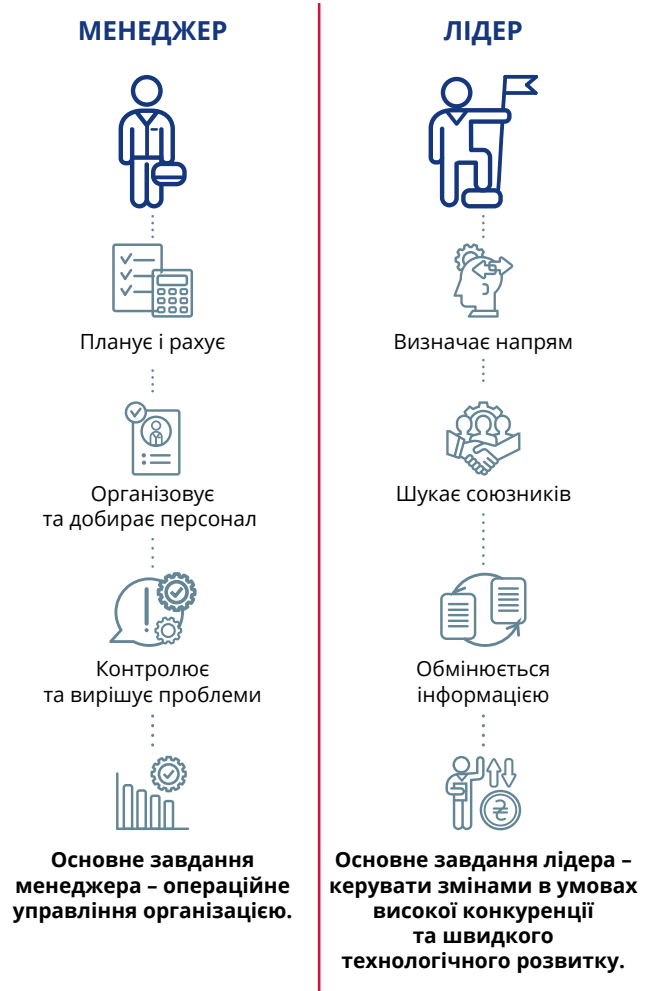 МЕНЕДЖЕР
Планує і рахує
Організовує
та добирає персонал
Контролює
та вирішує проблеми
Основне завдання
менеджера – операційне
управління організацією.
ЛІДЕР
Визначає напрям
Шукає союзників
Обмінюється
інформацією
Основне завдання лідера –
керувати змінами в умовах
високої конкуренції
та швидкого
технологічного розвитку.